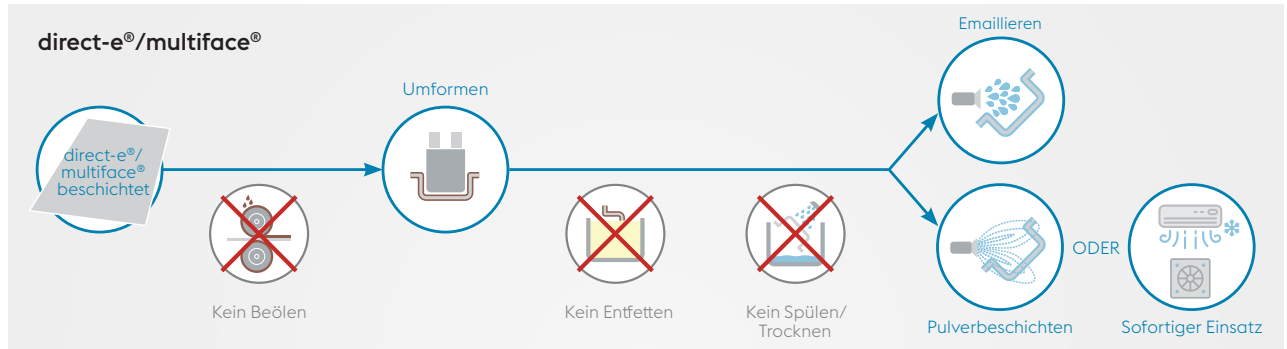 direct-e®/multiface®
direct-e®/
multiface®
beschichtet
Kein Beölen
Umformen
Kein Entfetten
Kein Spülen/
Trocknen
Emaillieren
Pulverbeschichten
ODER
Sofortiger Einsatz